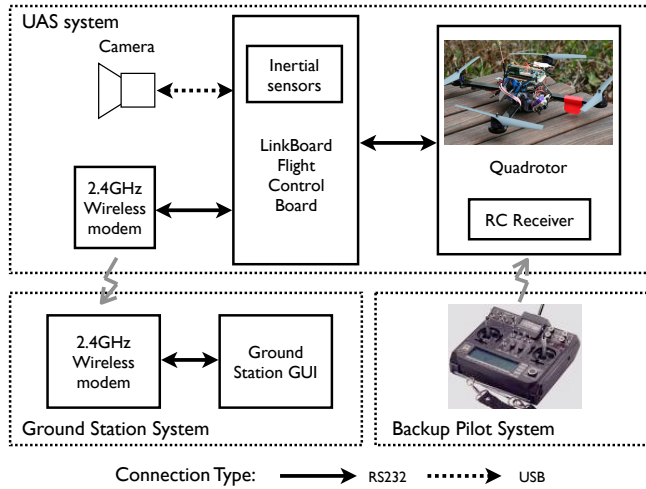 UAS system
Camera
Inertial
sensors
LinkBoard
Flight
Control
Board
2.4GHz
Wireless
modem
Quadrotor
RC Receiver
2.4GHz
Wireless
modem
Ground
Station GUI
Ground Station System
Backup Pilot System
Connection Type:
RS232
USB